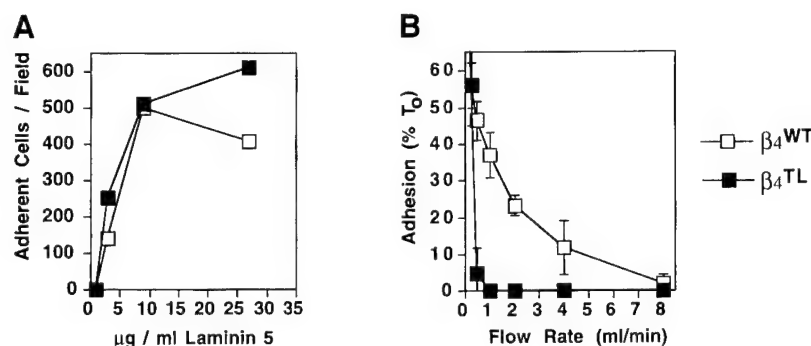 A
Adherent Cells / Field
600
500
400
300
200
100
0
0 5 10 15 20 25 30 35
µg / ml Laminin 5
B
Adhesion (% To)
60
50
40
30
20
10
0
0 1 2 3 4 5 6 7 8
Flow Rate (ml/min)
β4WT
β4TL